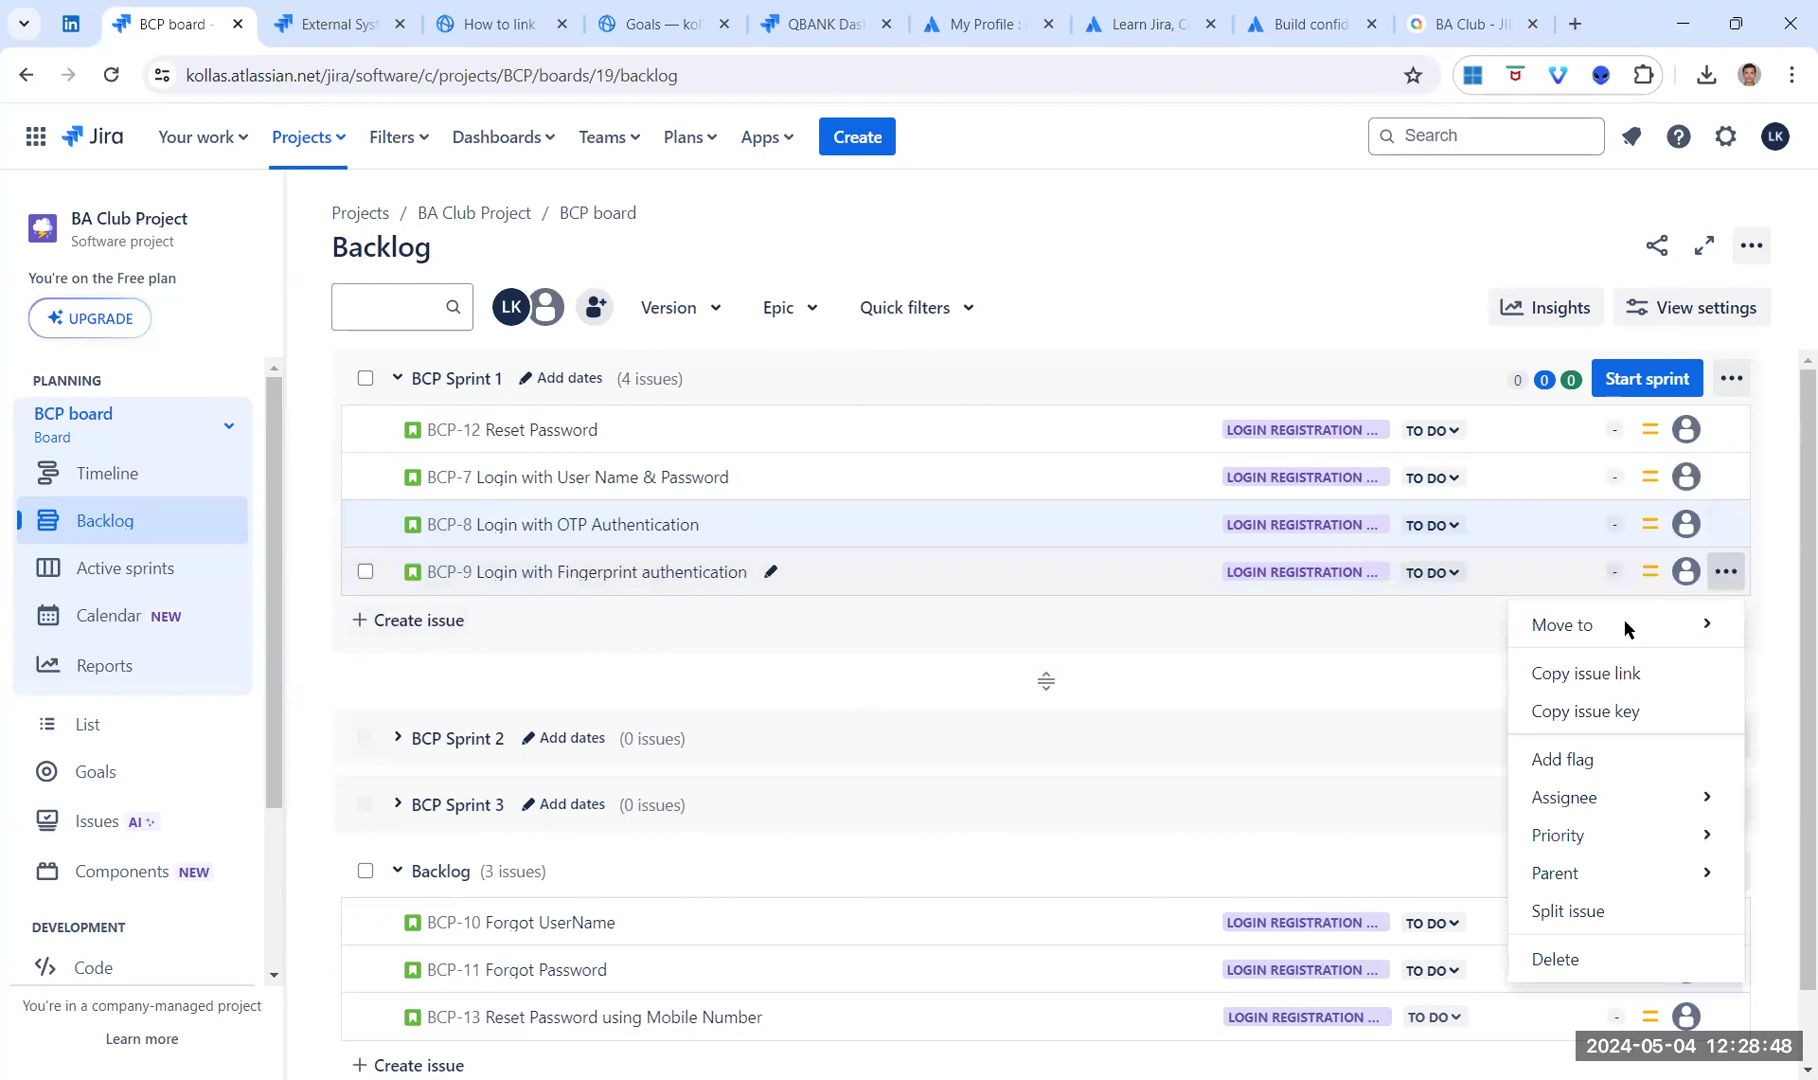 BCP board -
External Sys
How to link
Goals — kol
QBANK Das
My Profile :
Learn Jira, C
Build confid
BA Club - JI
kollas.atlassian.net/jira/software/c/projects/BCP/boards/19/backlog
Jira
Your work
Projects
Filters
Dashboards
Teams
Plans
Apps
Create
Search
LK
BA Club Project
Software project
You're on the Free plan
UPGRADE
PLANNING
BCP board
Board
Timeline
Backlog
Active sprints
Calendar NEW
Reports
List
Goals
Issues AI
Components NEW
DEVELOPMENT
Code
You're in a company-managed project
Learn more
Projects / BA Club Project / BCP board
Backlog
LK
Version
Epic
Quick filters
Insights
View settings
BCP Sprint 1 Add dates (4 issues) 0 0 0 Start sprint
BCP-12 Reset Password LOGIN REGISTRATION ... TO DO -
BCP-7 Login with User Name & Password LOGIN REGISTRATION ... TO DO -
BCP-8 Login with OTP Authentication LOGIN REGISTRATION ... TO DO -
BCP-9 Login with Fingerprint authentication LOGIN REGISTRATION ... TO DO -
+ Create issue
Move to
Copy issue link
Copy issue key
Add flag
Assignee
Priority
Parent
Split issue
Delete
BCP Sprint 2 Add dates (0 issues)
BCP Sprint 3 Add dates (0 issues)
Backlog (3 issues)
BCP-10 Forgot UserName LOGIN REGISTRATION ... TO DO
BCP-11 Forgot Password LOGIN REGISTRATION ... TO DO
BCP-13 Reset Password using Mobile Number LOGIN REGISTRATION ... TO DO -
+ Create issue
2024-05-04 12:28:48